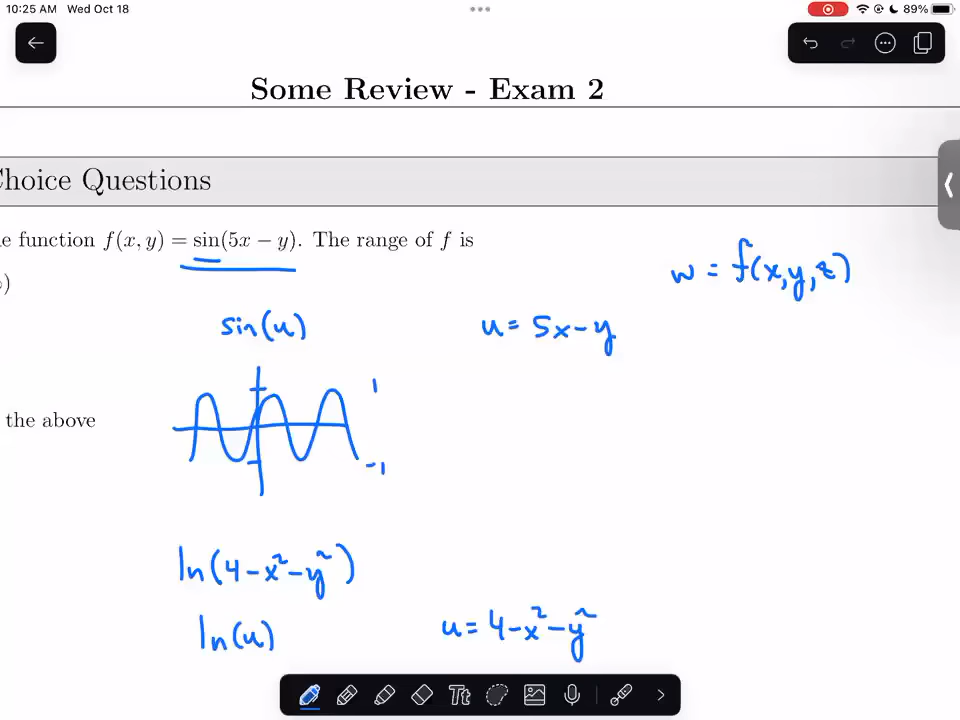 10:25 AM Wed Oct 18
89%
Some Review - Exam 2
Choice Questions
e function f(x, y) = sin(5x − y). The range of f is
)
w = f(x,y,z)
sin(u)
u = 5x-y
1
the above
-1
ln(4-x²-y²)
ln(u)
u = 4-x²-y²
Tt